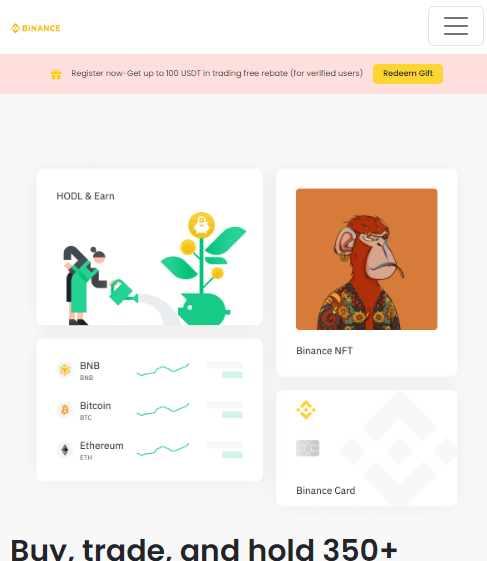 BINANCE
Register now-Get up to 100 USDT in trading free rebate (for verified users)
Redeem Gift
HODL & Earn
Binance NFT
BNB
BNB
Bitcoin
BTC
Ethereum
ETH
Binance Card
Buy, trade, and hold 350+